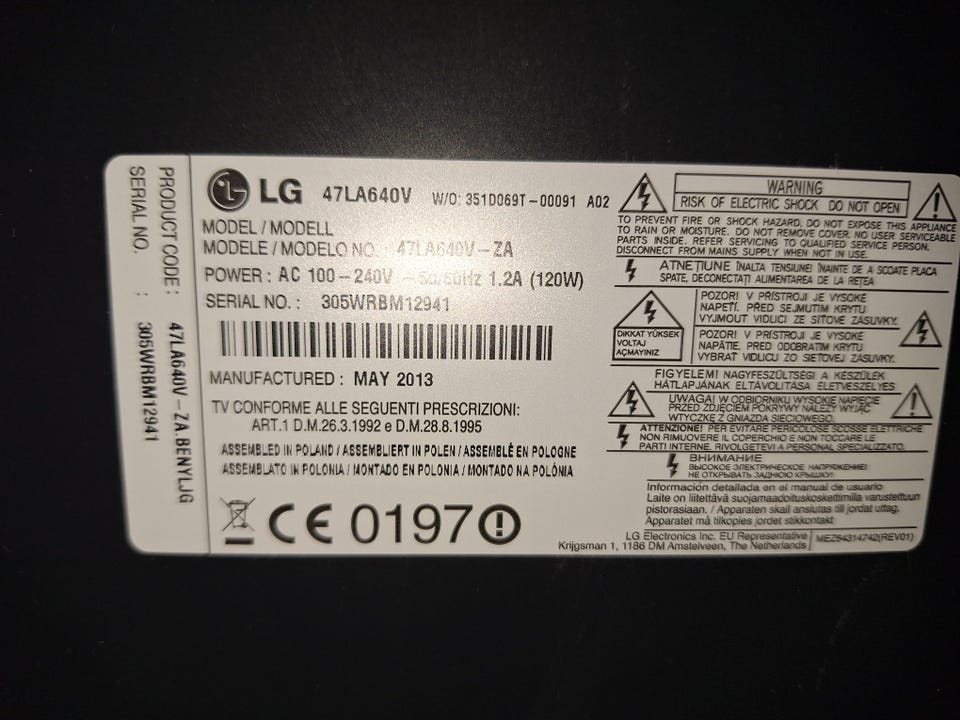 PRODUCT CODE : 47LA640V-ZA.BENYLJG
SERIAL NO. : 305WRBM12941
LG 47LA640V W/O: 351D069T-00091 A02
MODEL / MODELL
MODELE / MODELO NO. 47LA640V-ZA
POWER : AC 100-240V ~ 50/60Hz 1.2A (120W)
SERIAL NO. : 305WRBM12941
MANUFACTURED : MAY 2013
TV CONFORME ALLE SEGUENTI PRESCRIZIONI:
ART.1 D.M.26.3.1992 e D.M.28.8.1995
ASSEMBLED IN POLAND / ASSEMBLIERT IN POLEN / ASSEMBLÉ EN POLOGNE
ASSEMBLATO IN POLONIA / MONTADO EN POLONIA / MONTADO NA POLÓNIA
CE 0197
WARNING
RISK OF ELECTRIC SHOCK DO NOT OPEN
TO PREVENT FIRE OR SHOCK HAZARD, DO NOT EXPOSE THIS APPLIANCE
TO RAIN OR MOISTURE. DO NOT REMOVE COVER. NO USER SERVICEABLE
PARTS INSIDE. REFER SERVICING TO QUALIFIED SERVICE PERSON.
DISCONNECT FROM MAINS SUPPLY WHEN NOT IN USE.
ATNEŢIUNE ÎNALTA TENSIUNE! ÎNAINTE DE A SCOATE PLACA
SPATE, DECONECTAŢI ALIMENTAREA DE LA REŢEA
DIKKAT YÜKSEK
VOLTAJ
AÇMAYINIZ
POZOR! V PŘÍSTROJI JE VYSOKÉ
NAPĚTÍ. PŘED SEJMUTÍM KRYTU
VYJMOUT VIDLICI ZE SÍŤOVÉ ZÁSUVKY.
POZOR! V PRÍSTROJI JE VYSOKÉ
NAPÄTIE. PRED ODOBRATÍM KRYTU
VYBRAŤ VIDLICU ZO SIEŤOVEJ ZÁSUVKY.
FIGYELEM! NAGYFESZÜLTSÉG! A KÉSZÜLÉK
HÁTLAPJÁNAK ELTÁVOLÍTÁSA ÉLETVESZÉLYES
UWAGA! W ODBIORNIKU WYSOKIE NAPIĘCIE
PRZED ZDJĘCIEM POKRYWY NALEŻY WYJĄĆ
WTYCZKĘ Z GNIAZDA SIECIOWEGO.
ATTENZIONE! PER EVITARE PERICOLOSE SCOSSE ELETTRICHE
NON RIMUOVERE IL COPERCHIO E NON TOCCARE LE
PARTI INTERNE. RIVOLGETEVI A PERSONAL SPECIALIZZATO.
ВНИМАНИЕ
ВЫСОКОЕ ЭЛЕКТРИЧЕСКОЕ НАПРЯЖЕНИЕ!
НЕ ОТКРЫВАТЬ ЗАДНЮЮ КРЫШКУ!
Información detallada en el manual de usuario
Laite on liitettävä suojamaadoituskoskettimilla varustettuun
pistorasiaan. / Apparaten skall anslutas till jordat uttag.
Apparatet må tilkoples jordet stikkontakt
LG Electronics Inc. EU Representative
Krijgsman 1, 1186 DM Amstelveen, The Netherlands
MEZ64314742(REV01)